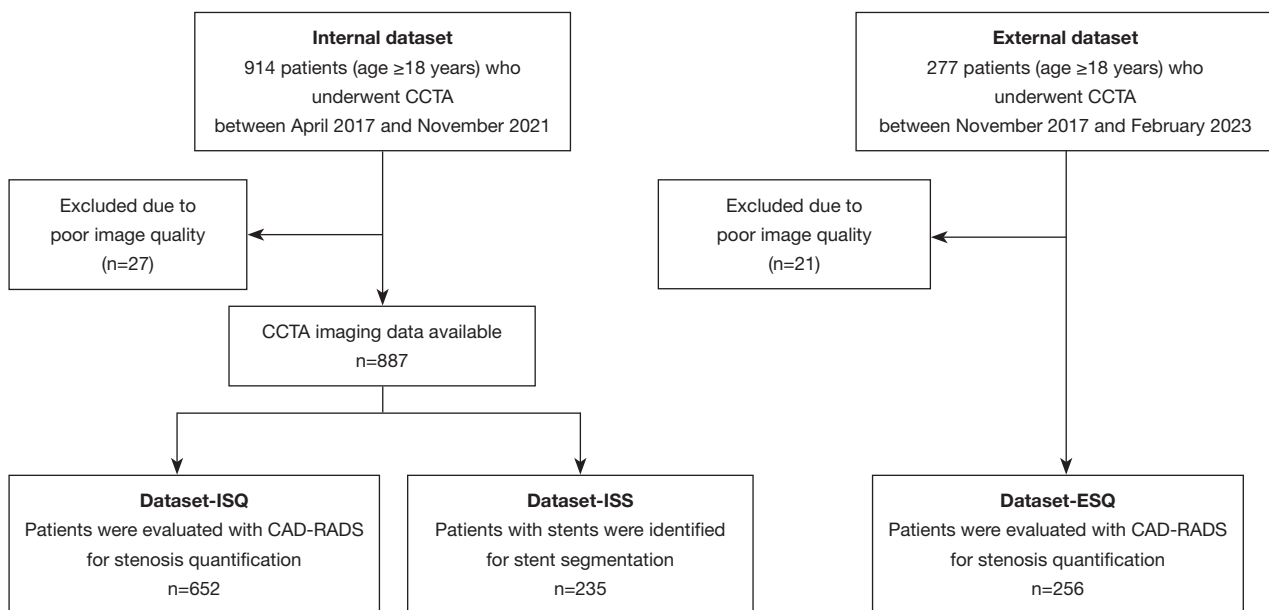 Internal dataset
914 patients (age ≥18 years) who
underwent CCTA
between April 2017 and November 2021
External dataset
277 patients (age ≥18 years) who
underwent CCTA
between November 2017 and February 2023
Excluded due to
poor image quality
(n=27)
Excluded due to
poor image quality
(n=21)
CCTA imaging data available
n=887
Dataset-ISQ
Patients were evaluated with CAD-RADS
for stenosis quantification
n=652
Dataset-ISS
Patients with stents were identified
for stent segmentation
n=235
Dataset-ESQ
Patients were evaluated with CAD-RADS
for stenosis quantification
n=256